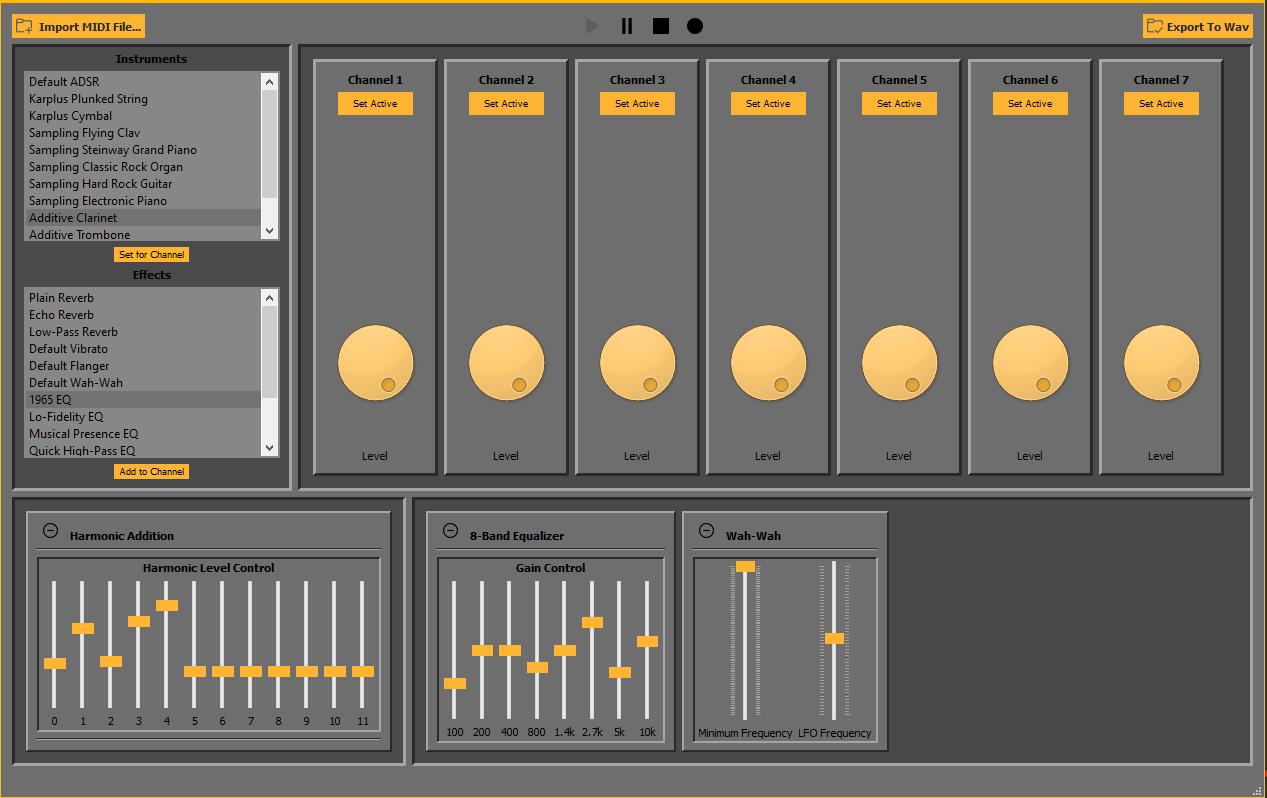 Import MIDI File...
Export To Wav
Instruments
Default ADSR
Karplus Plunked String
Karplus Cymbal
Sampling Flying Clav
Sampling Steinway Grand Piano
Sampling Classic Rock Organ
Sampling Hard Rock Guitar
Sampling Electronic Piano
Additive Clarinet
Additive Trombone
Set for Channel
Effects
Plain Reverb
Echo Reverb
Low-Pass Reverb
Default Vibrato
Default Flanger
Default Wah-Wah
1965 EQ
Lo-Fidelity EQ
Musical Presence EQ
Quick High-Pass EQ
Add to Channel
Channel 1
Set Active
Level
Channel 2
Set Active
Level
Channel 3
Set Active
Level
Channel 4
Set Active
Level
Channel 5
Set Active
Level
Channel 6
Set Active
Level
Channel 7
Set Active
Level
Harmonic Addition
Harmonic Level Control
0 1 2 3 4 5 6 7 8 9 10 11
8-Band Equalizer
Gain Control
100 200 400 800 1.4k 2.7k 5k 10k
Wah-Wah
Minimum Frequency LFO Frequency